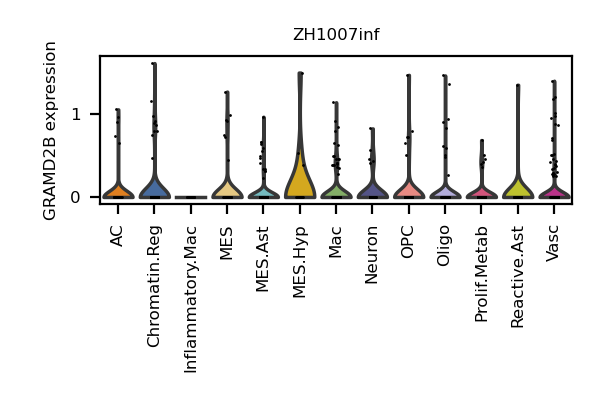 ZH1007inf
GRAMD2B expression
1
0
AC
Chromatin.Reg
Inflammatory.Mac
MES
MES.Ast
MES.Hyp
Mac
Neuron
OPC
Oligo
Prolif.Metab
Reactive.Ast
Vasc